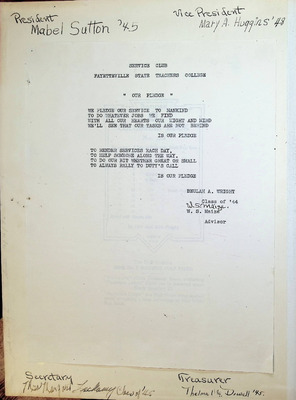 President
Mabel Sutton '45
Vice President
Mary A. Huggins '48
SERVICE CLUB
FAYETTEVILLE STATE TEACHERS COLLEGE
" OUR PLEDGE "
WE PLEDGE OUR SERVICE TO MANKIND
TO DO WHATEVER JOBS WE FIND
WITH ALL OUR HEARTS OUR MIGHT AND MIND
WE'LL SEE THAT OUR TASKS ARE NOT BEHIND
IS OUR PLEDGE
TO RENDER SERVICES EACH DAY,
TO HELP SOMEONE ALONG THE WAY.
TO DO OUR BIT WHETHER GREAT OR SMALL
TO ALWAYS RALLY TO DUTY'S CALL
IS OUR PLEDGE
BEULAH A. WRIGHT
Class of '44
W.S. Maize
W. S. Maize
Advisor
Secretary
Treasurer
Thelma